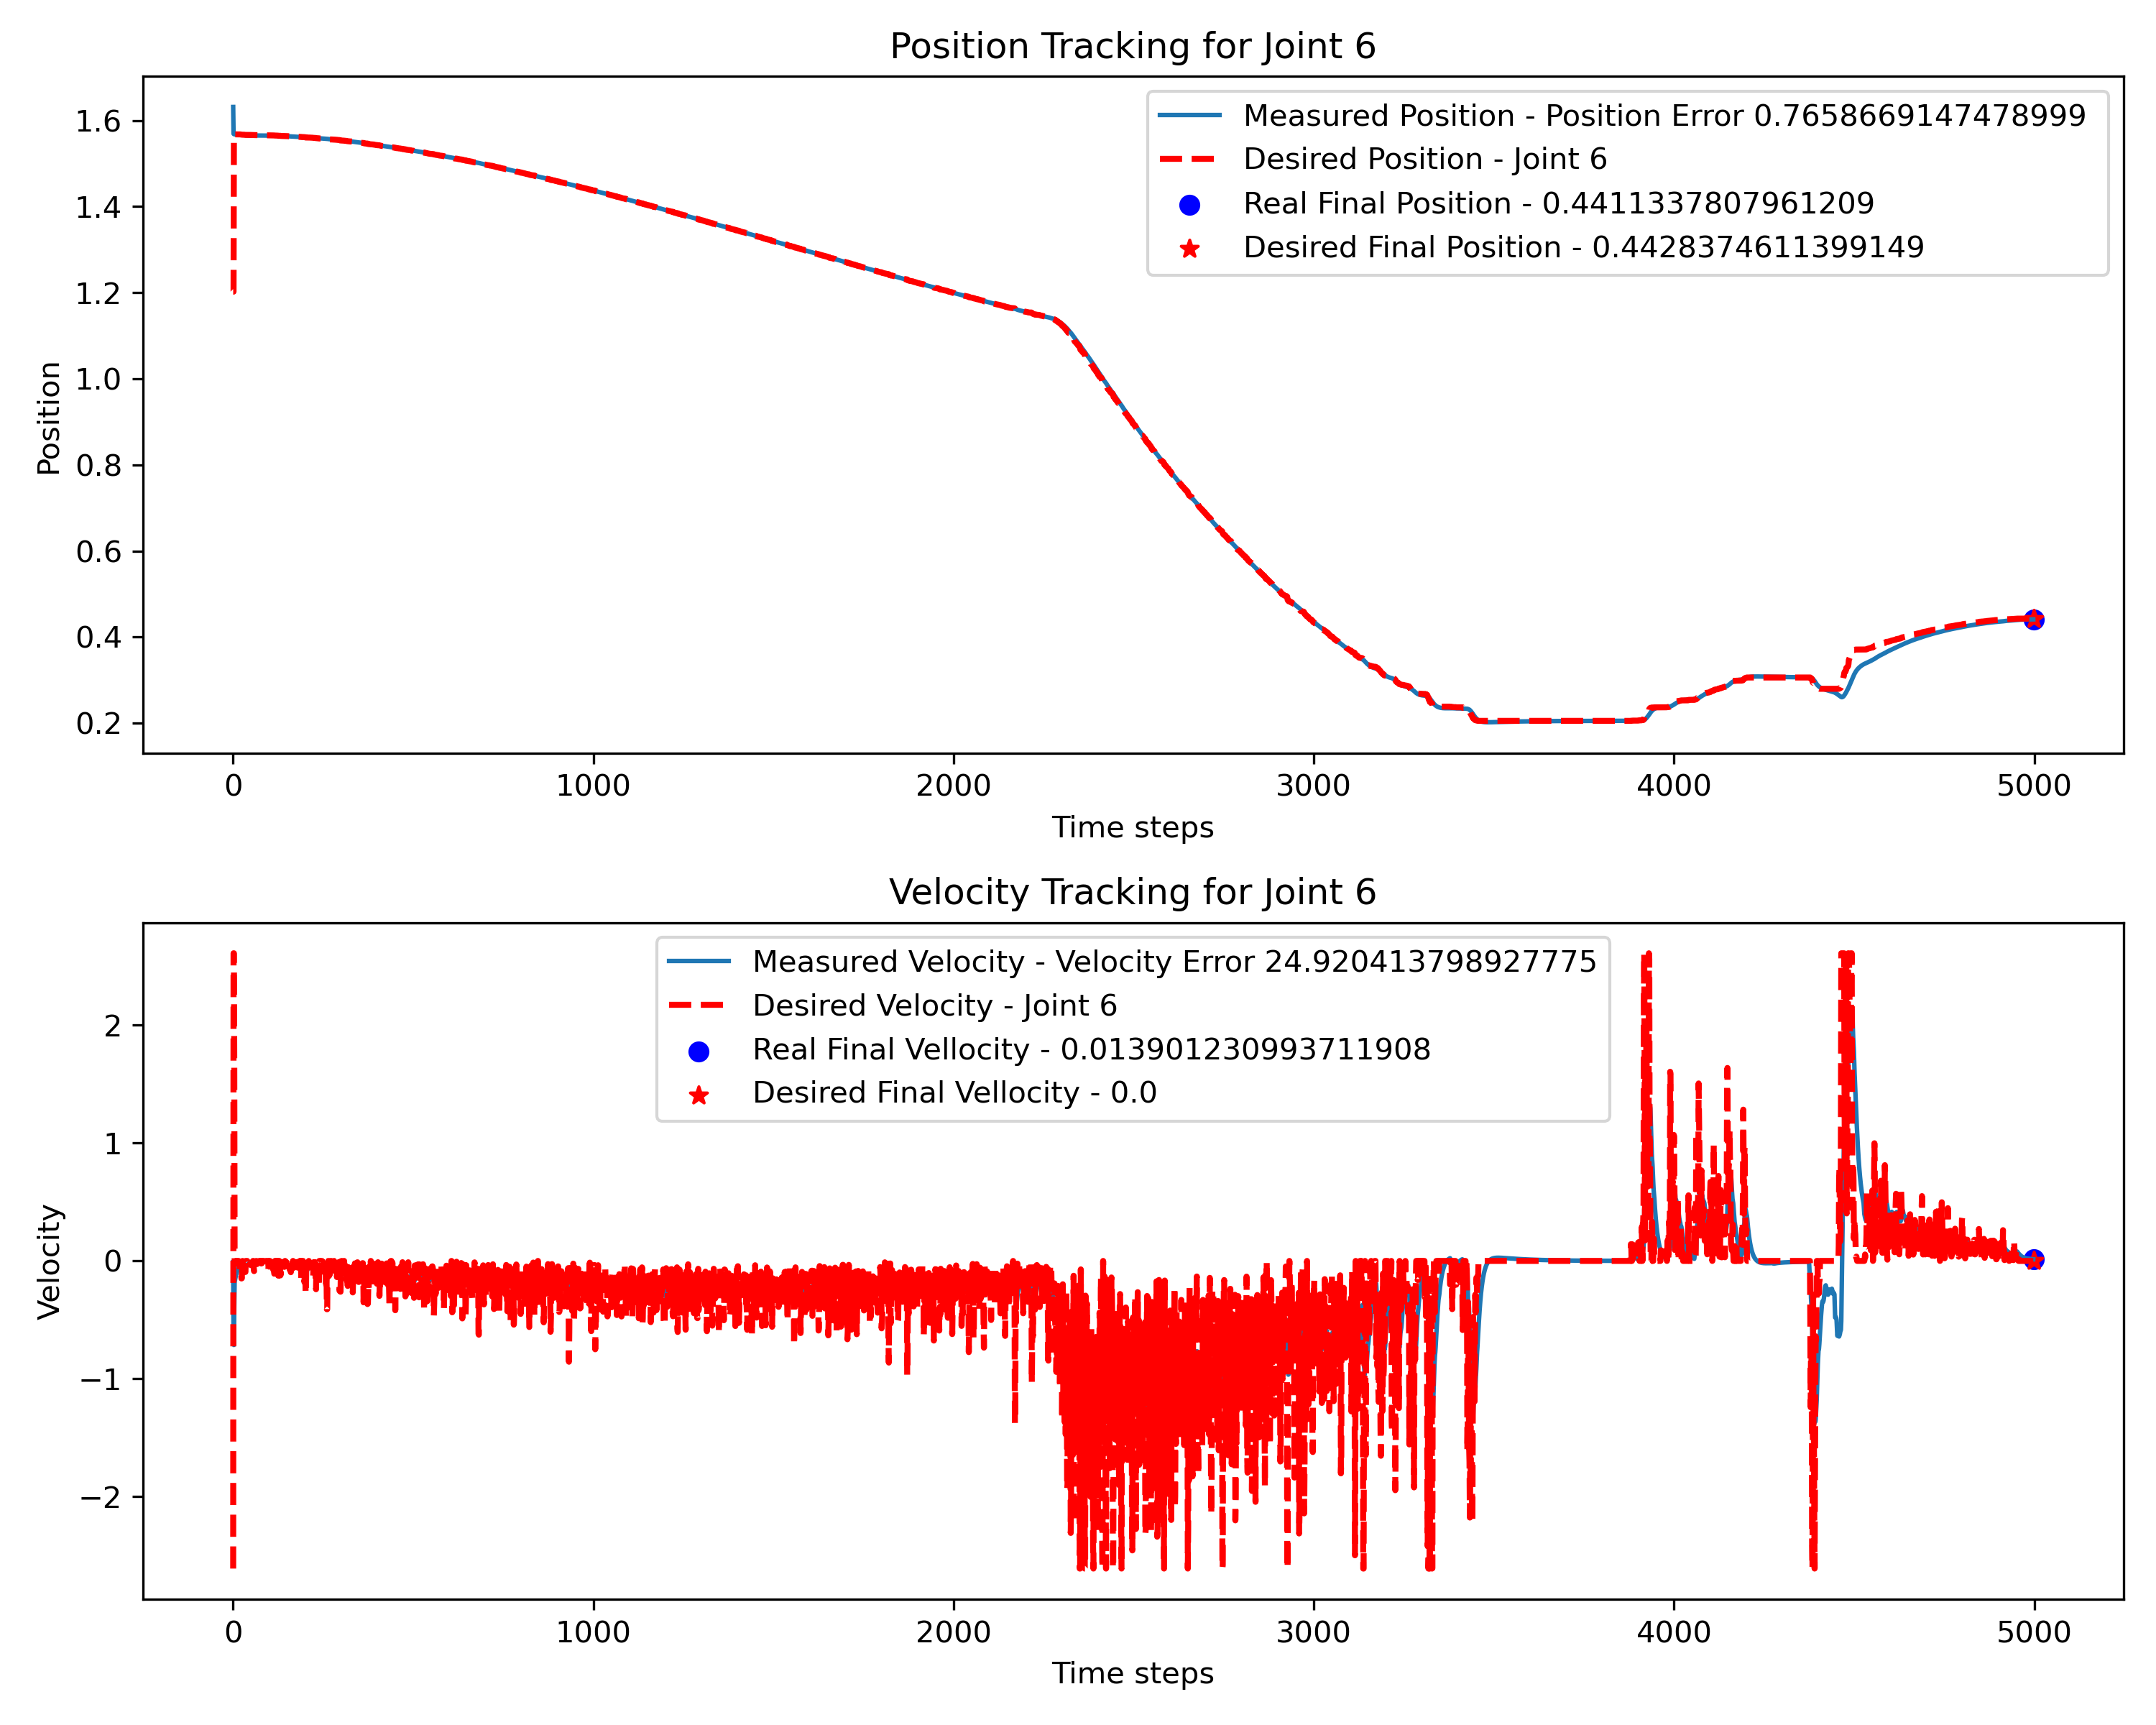 Position Tracking for Joint 6
Measured Position - Position Error 0.7658669147478999
Desired Position - Joint 6
Real Final Position - 0.4411337807961209
Desired Final Position - 0.4428374611399149
Position
1.6
1.4
1.2
1.0
0.8
0.6
0.4
0.2
0 1000 2000 3000 4000 5000
Time steps
Velocity Tracking for Joint 6
Measured Velocity - Velocity Error 24.920413798927775
Desired Velocity - Joint 6
Real Final Vellocity - 0.013901230993711908
Desired Final Vellocity - 0.0
Velocity
2
1
0
−1
−2
0 1000 2000 3000 4000 5000
Time steps